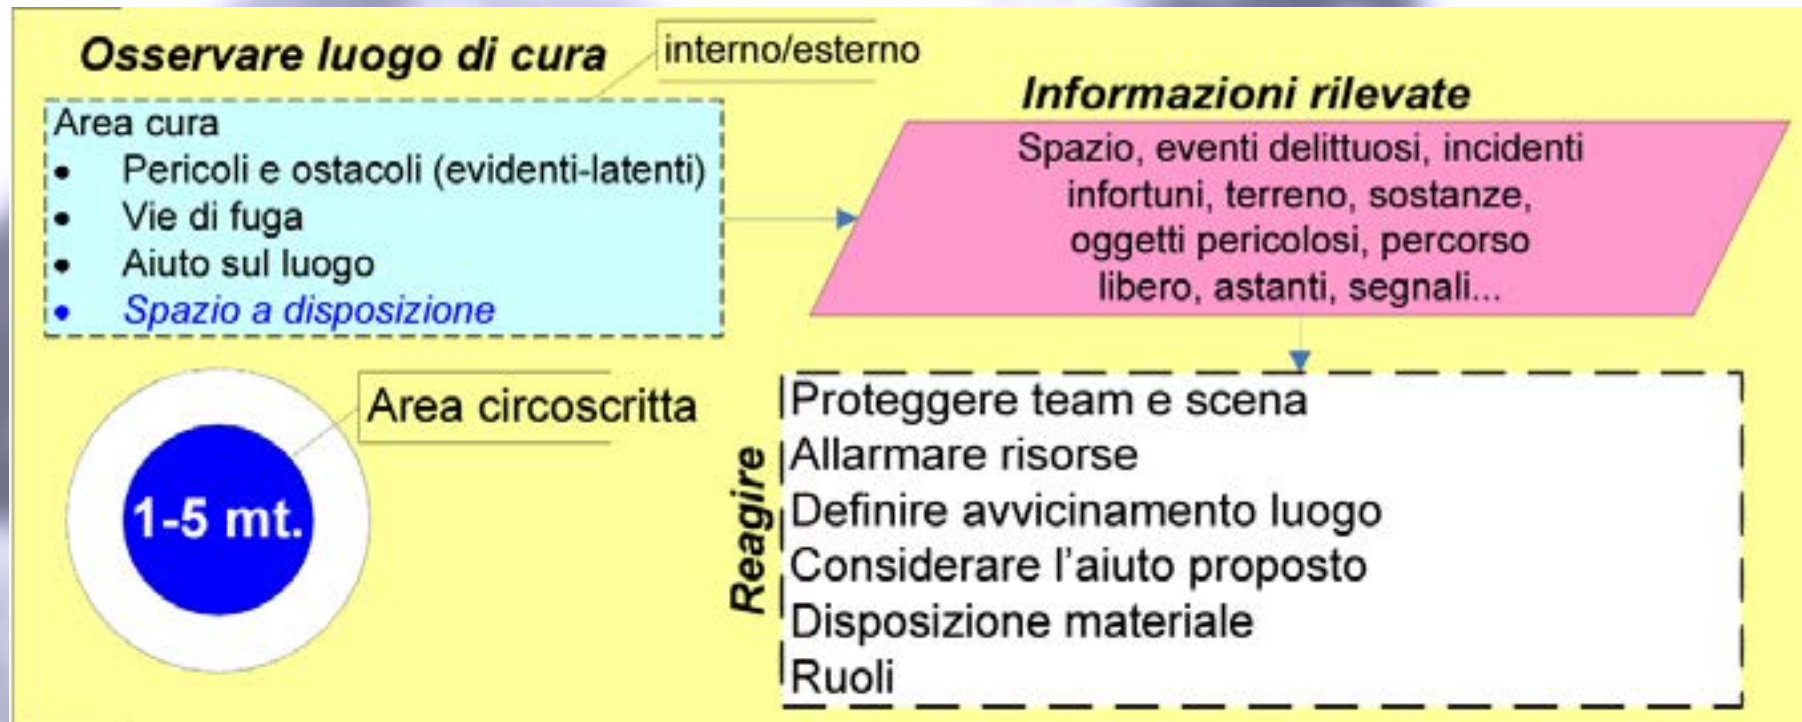 Osservare luogo di cura
interno/esterno
Area cura
• Pericoli e ostacoli (evidenti-latenti)
• Vie di fuga
• Aiuto sul luogo
• Spazio a disposizione
Informazioni rilevate
Spazio, eventi delittuosi, incidenti
infortuni, terreno, sostanze,
oggetti pericolosi, percorso
libero, astanti, segnali...
Area circoscritta
1-5 mt.
Reagire
Proteggere team e scena
Allarmare risorse
Definire avvicinamento luogo
Considerare l'aiuto proposto
Disposizione materiale
Ruoli